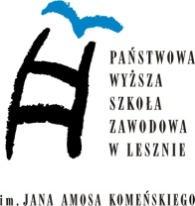 PAŃSTWOWA
WYŻSZA
SZKOŁA
ZAWODOWA
W LESZNIE
im. JANA AMOSA KOMEŃSKIEGO